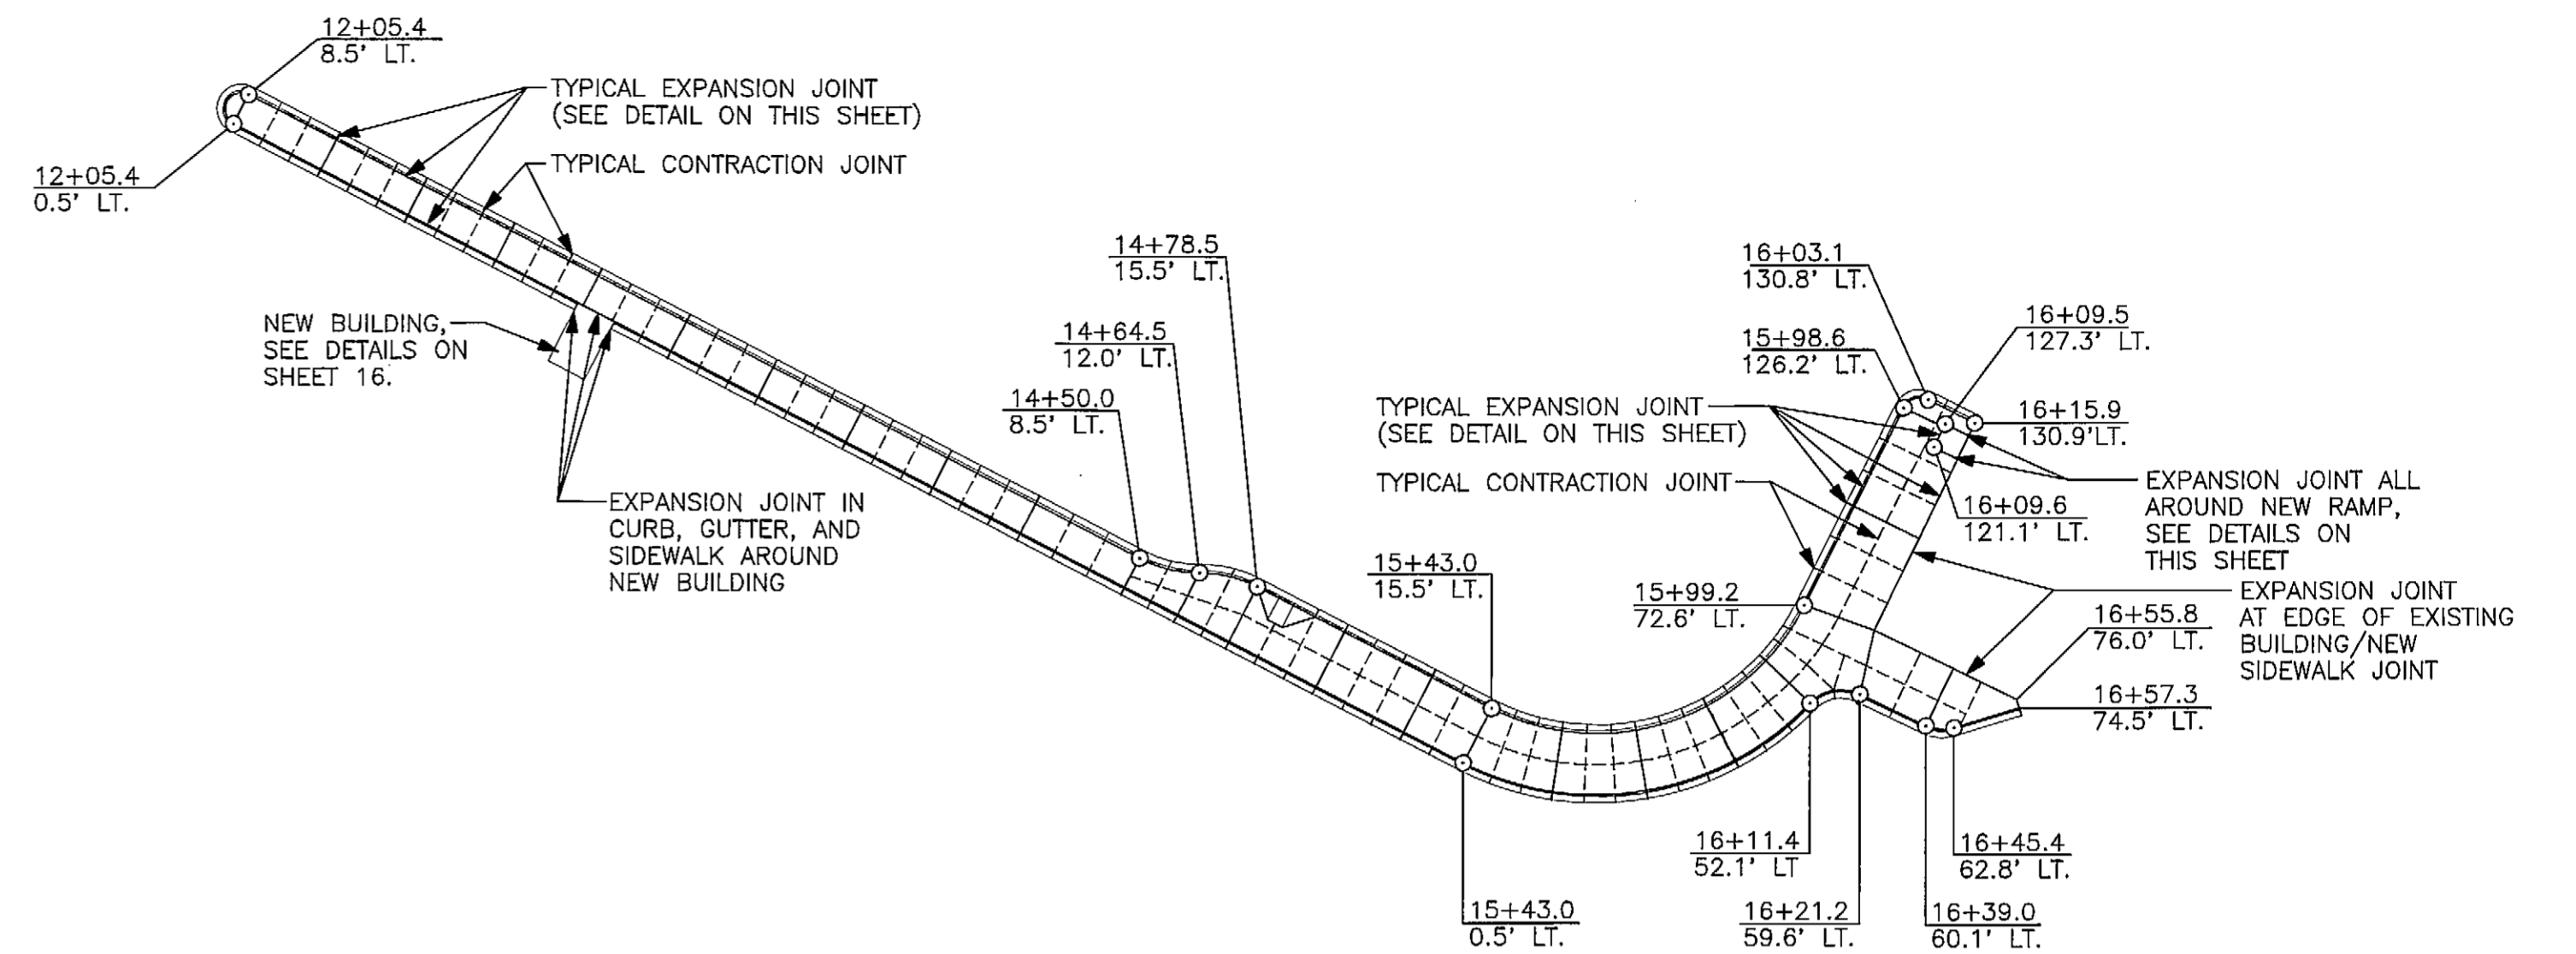 12+05.4
8.5' LT.
TYPICAL EXPANSION JOINT
(SEE DETAIL ON THIS SHEET)
TYPICAL CONTRACTION JOINT
12+05.4
0.5' LT.
NEW BUILDING,
SEE DETAILS ON
SHEET 16.
EXPANSION JOINT IN
CURB, GUTTER, AND
SIDEWALK AROUND
NEW BUILDING
14+78.5
15.5' LT.
14+64.5
12.0' LT.
14+50.0
8.5' LT.
15+43.0
15.5' LT.
15+43.0
0.5' LT.
16+03.1
130.8' LT.
15+98.6
126.2' LT.
16+09.5
127.3' LT.
16+15.9
130.9'LT.
TYPICAL EXPANSION JOINT
(SEE DETAIL ON THIS SHEET)
TYPICAL CONTRACTION JOINT
16+09.6
121.1' LT.
EXPANSION JOINT ALL
AROUND NEW RAMP,
SEE DETAILS ON
THIS SHEET
15+99.2
72.6' LT.
EXPANSION JOINT
AT EDGE OF EXISTING
BUILDING/NEW
SIDEWALK JOINT
16+55.8
76.0' LT.
16+57.3
74.5' LT.
16+11.4
52.1' LT
16+45.4
62.8' LT.
16+21.2
59.6' LT.
16+39.0
60.1' LT.